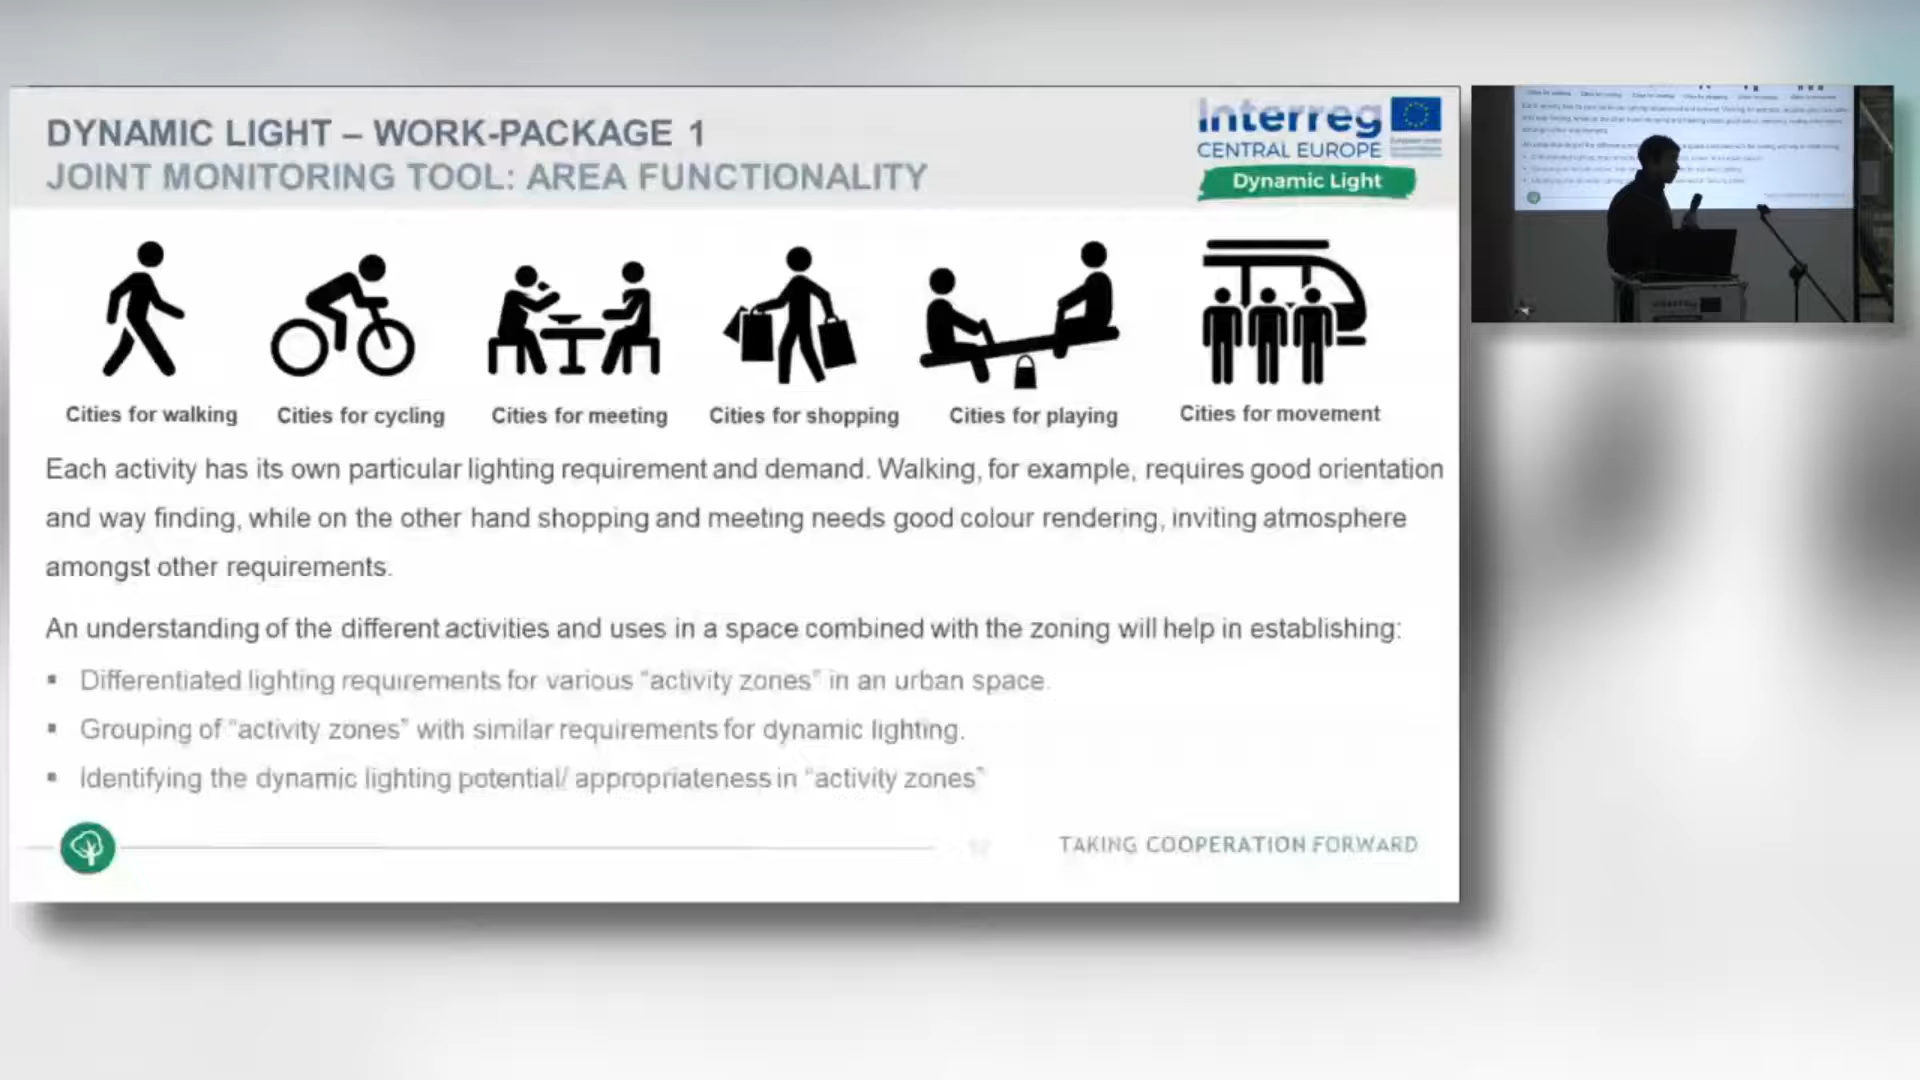 DYNAMIC LIGHT – WORK-PACKAGE 1
JOINT MONITORING TOOL: AREA FUNCTIONALITY
Interreg
CENTRAL EUROPE
Dynamic Light
Cities for walking
Cities for cycling
Cities for meeting
Cities for shopping
Cities for playing
Cities for movement
Each activity has its own particular lighting requirement and demand. Walking, for example, requires good orientation
and way finding, while on the other hand shopping and meeting needs good colour rendering, inviting atmosphere
amongst other requirements.
An understanding of the different activities and uses in a space combined with the zoning will help in establishing:
▪ Differentiated lighting requirements for various “activity zones” in an urban space.
▪ Grouping of “activity zones” with similar requirements for dynamic lighting.
▪ Identifying the dynamic lighting potential/ appropriateness in “activity zones”
TAKING COOPERATION FORWARD